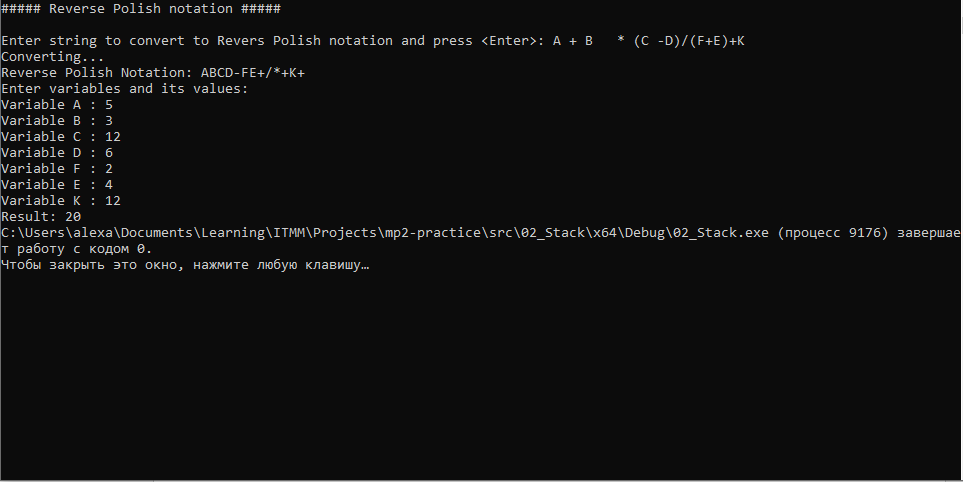 ##### Reverse Polish notation #####
Enter string to convert to Revers Polish notation and press <Enter>: A + B   * (C -D)/(F+E)+K
Converting...
Reverse Polish Notation: ABCD-FE+/*+K+
Enter variables and its values:
Variable A : 5
Variable B : 3
Variable C : 12
Variable D : 6
Variable F : 2
Variable E : 4
Variable K : 12
Result: 20
C:\Users\alexa\Documents\Learning\ITMM\Projects\mp2-practice\src\02_Stack\x64\Debug\02_Stack.exe (процесс 9176) завершае
т работу с кодом 0.
Чтобы закрыть это окно, нажмите любую клавишу…